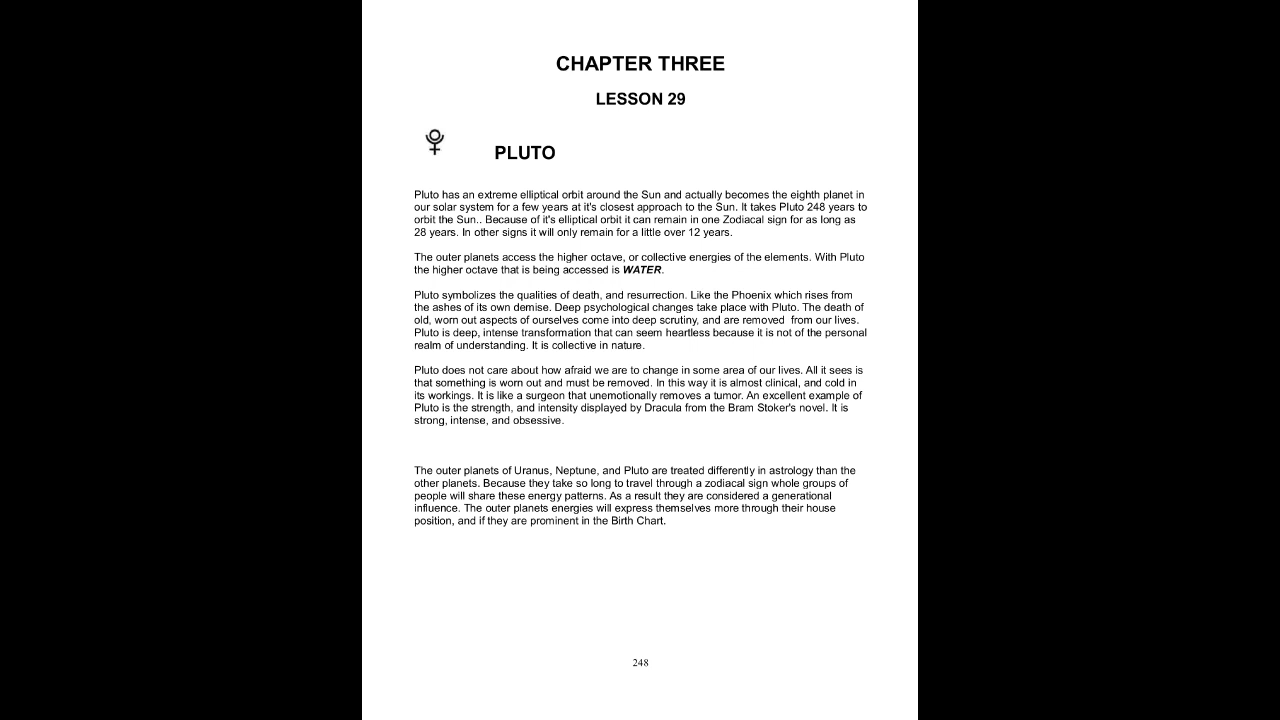 CHAPTER THREE
LESSON 29
PLUTO
Pluto has an extreme elliptical orbit around the Sun and actually becomes the eighth planet in
our solar system for a few years at it's closest approach to the Sun. It takes Pluto 248 years to
orbit the Sun.. Because of it's elliptical orbit it can remain in one Zodiacal sign for as long as
28 years. In other signs it will only remain for a little over 12 years.
The outer planets access the higher octave, or collective energies of the elements. With Pluto
the higher octave that is being accessed is WATER.
Pluto symbolizes the qualities of death, and resurrection. Like the Phoenix which rises from
the ashes of its own demise. Deep psychological changes take place with Pluto. The death of
old, worn out aspects of ourselves come into deep scrutiny, and are removed  from our lives.
Pluto is deep, intense transformation that can seem heartless because it is not of the personal
realm of understanding. It is collective in nature.
Pluto does not care about how afraid we are to change in some area of our lives. All it sees is
that something is worn out and must be removed. In this way it is almost clinical, and cold in
its workings. It is like a surgeon that unemotionally removes a tumor. An excellent example of
Pluto is the strength, and intensity displayed by Dracula from the Bram Stoker's novel. It is
strong, intense, and obsessive.
The outer planets of Uranus, Neptune, and Pluto are treated differently in astrology than the
other planets. Because they take so long to travel through a zodiacal sign whole groups of
people will share these energy patterns. As a result they are considered a generational
influence. The outer planets energies will express themselves more through their house
position, and if they are prominent in the Birth Chart.
248